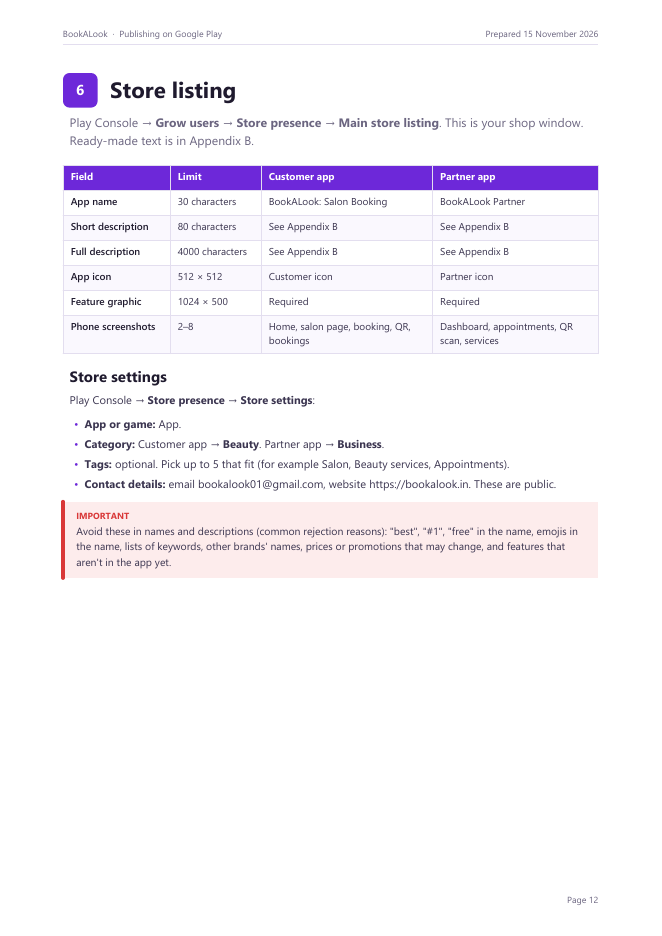 BookALook · Publishing on Google Play
Prepared 15 November 2026
6
Store listing
Play Console → Grow users → Store presence → Main store listing. This is your shop window.
Ready-made text is in Appendix B.
Field Limit Customer app Partner app
App name 30 characters BookALook: Salon Booking BookALook Partner
Short description 80 characters See Appendix B See Appendix B
Full description 4000 characters See Appendix B See Appendix B
App icon 512 × 512 Customer icon Partner icon
Feature graphic 1024 × 500 Required Required
Phone screenshots 2–8 Home, salon page, booking, QR, bookings Dashboard, appointments, QR scan, services
Store settings
Play Console → Store presence → Store settings:
• App or game: App.
• Category: Customer app → Beauty. Partner app → Business.
• Tags: optional. Pick up to 5 that fit (for example Salon, Beauty services, Appointments).
• Contact details: email bookalook01@gmail.com, website https://bookalook.in. These are public.
IMPORTANT
Avoid these in names and descriptions (common rejection reasons): "best", "#1", "free" in the name, emojis in
the name, lists of keywords, other brands' names, prices or promotions that may change, and features that
aren't in the app yet.
Page 12